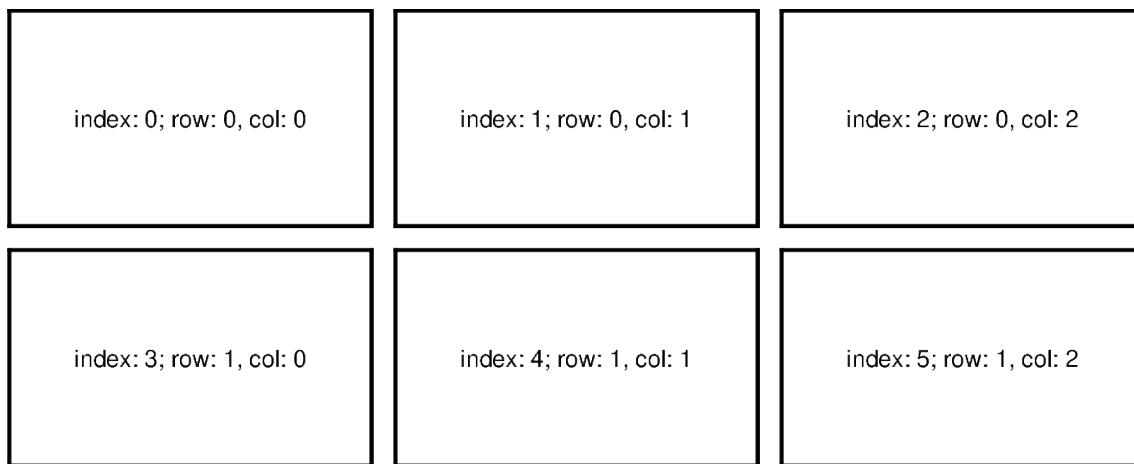 index: 0; row: 0, col: 0
index: 1; row: 0, col: 1
index: 2; row: 0, col: 2
index: 3; row: 1, col: 0
index: 4; row: 1, col: 1
index: 5; row: 1, col: 2